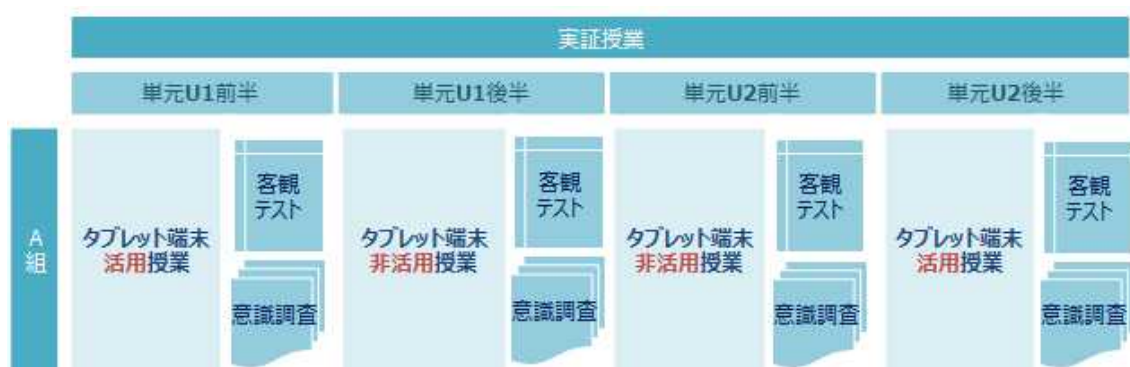 実証授業
単元U1前半
単元U1後半
単元U2前半
単元U2後半
A
組
タブレット端末
活用授業
客観
テスト
意識調査
タブレット端末
非活用授業
客観
テスト
意識調査
タブレット端末
非活用授業
客観
テスト
意識調査
タブレット端末
活用授業
客観
テスト
意識調査